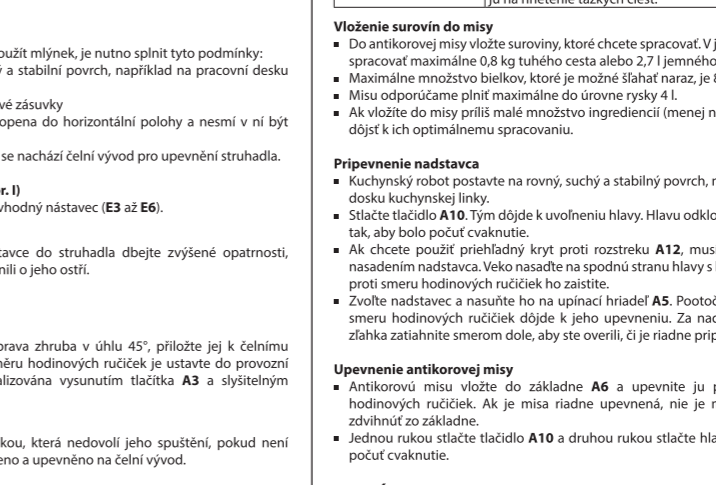 oužít mlýnek, je nutno splnit tyto podmínky:
ý a stabilní povrch, například na pracovní desku
vé zásuvky
opena do horizontální polohy a nesmí v ní být
se nachází čelní vývod pro upevnění struhadla.
r. I)
vhodný nástavec (E3 až E6).
tavce do struhadla dbejte zvýšené opatrnosti,
nili o jeho ostří.
prava zhruba v úhlu 45°, přiložte jej k čelnímu
ěru hodinových ručiček je ustavte do provozní
alizována vysunutím tlačítka A3 a slyšitelným
kou, která nedovolí jeho spuštění, pokud není
eno a upevněno na čelní vývod.
ju na hnetenie ťažkých ciest.
Vloženie surovín do misy
▪ Do antikorovej misy vložte suroviny, ktoré chcete spracovať. V j
spracovať maximálne 0,8 kg tuhého cesta alebo 2,7 l jemného
▪ Maximálne množstvo bielkov, ktoré je možné šľahať naraz, je 8
▪ Misu odporúčame plniť maximálne do úrovne rysky 4 l.
▪ Ak vložíte do misy príliš malé množstvo ingrediencií (menej n
dôjsť k ich optimálnemu spracovaniu.
Pripevnenie nadstavca
▪ Kuchynský robot postavte na rovný, suchý a stabilný povrch, n
dosku kuchynskej linky.
▪ Stlačte tlačidlo A10. Tým dôjde k uvoľneniu hlavy. Hlavu odklo
tak, aby bolo počuť cvaknutie.
▪ Ak chcete použiť priehľadný kryt proti rozstreku A12, musí
nasadením nadstavca. Veko nasaďte na spodnú stranu hlavy s
proti smeru hodinových ručičiek ho zaistite.
▪ Zvoľte nadstavec a nasuňte ho na upínací hriadeľ A5. Pootoč
smeru hodinových ručičiek dôjde k jeho upevneniu. Za nad
zľahka zatiahnite smerom dole, aby ste overili, či je riadne prip
Upevnenie antikorovej misy
▪ Antikorovú misu vložte do základne A6 a upevnite ju p
hodinových ručičiek. Ak je misa riadne upevnená, nie je m
zdvihnúť zo základne.
▪ Jednou rukou stlačte tlačidlo A10 a druhou rukou stlačte hla
počuť cvaknutie.